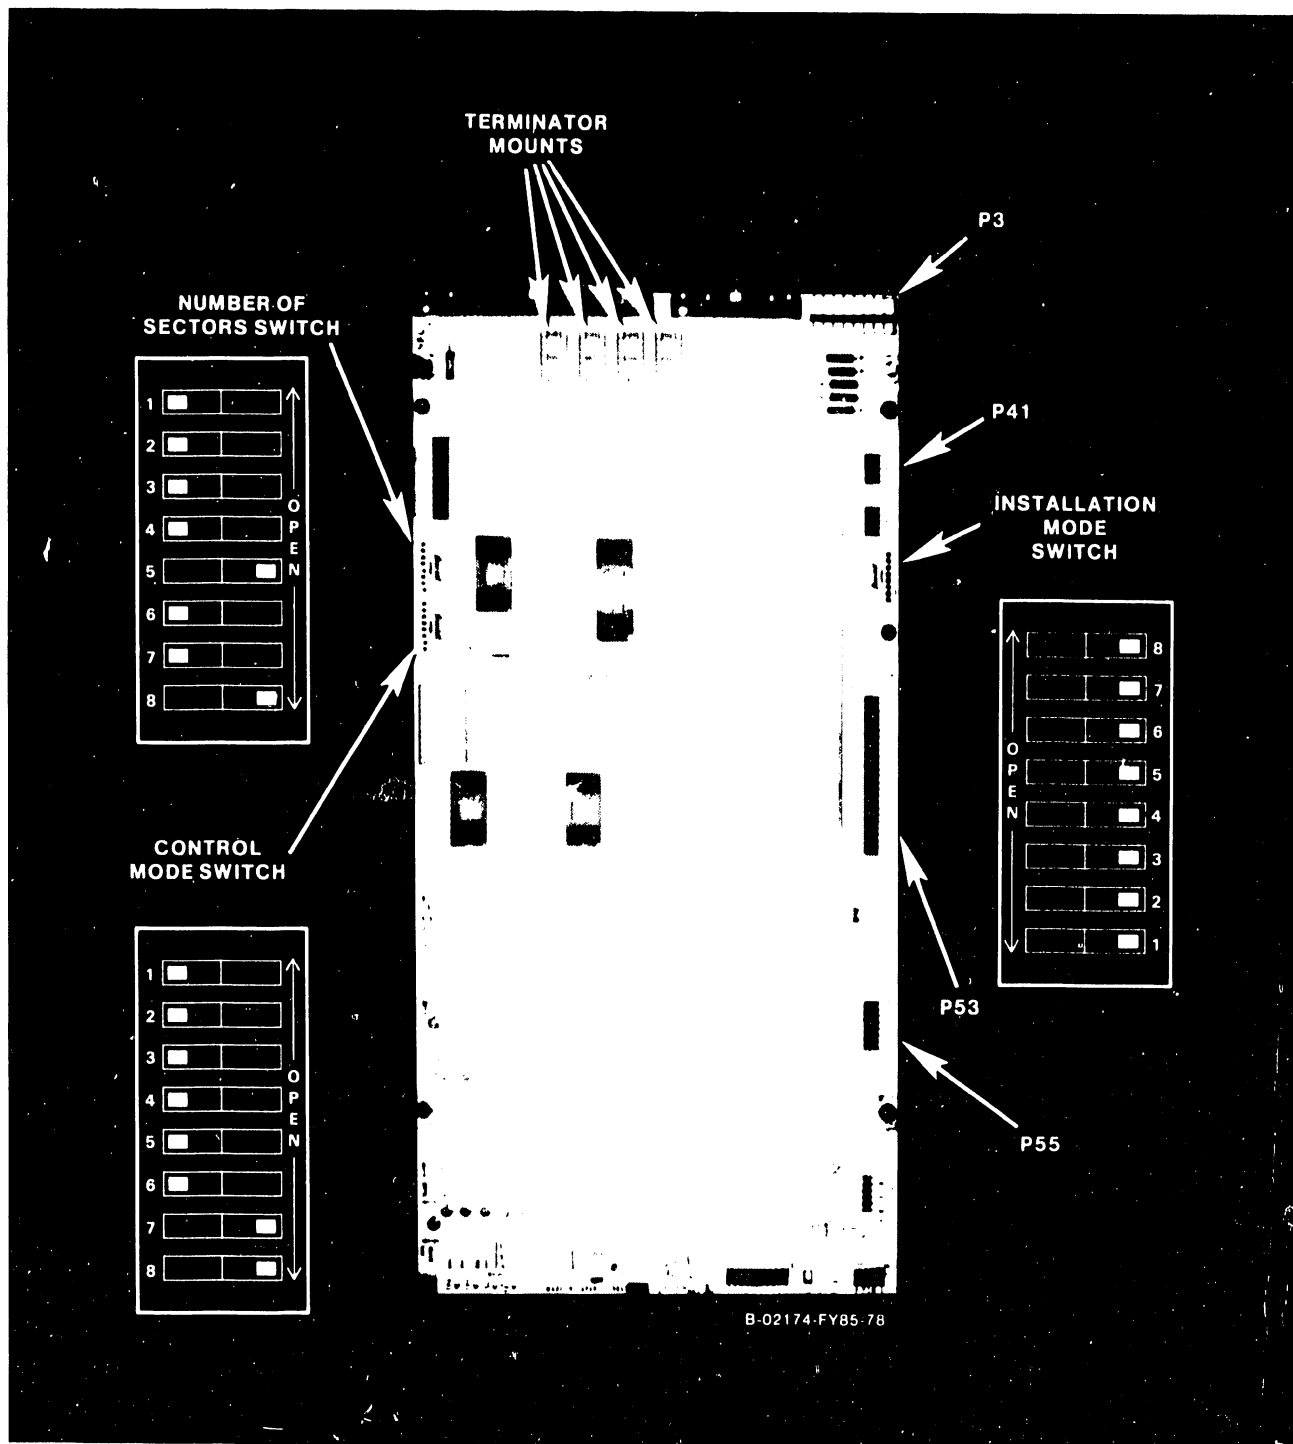 TERMINATOR
MOUNTS
P3
NUMBER OF
SECTORS SWITCH
P41
INSTALLATION
MODE
SWITCH
1
2
3
4
5
6
7
8
OPEN
8
7
6
5
4
3
2
1
OPEN
CONTROL
MODE SWITCH
1
2
3
4
5
6
7
8
OPEN
P53
P55
B-02174-FY85-78